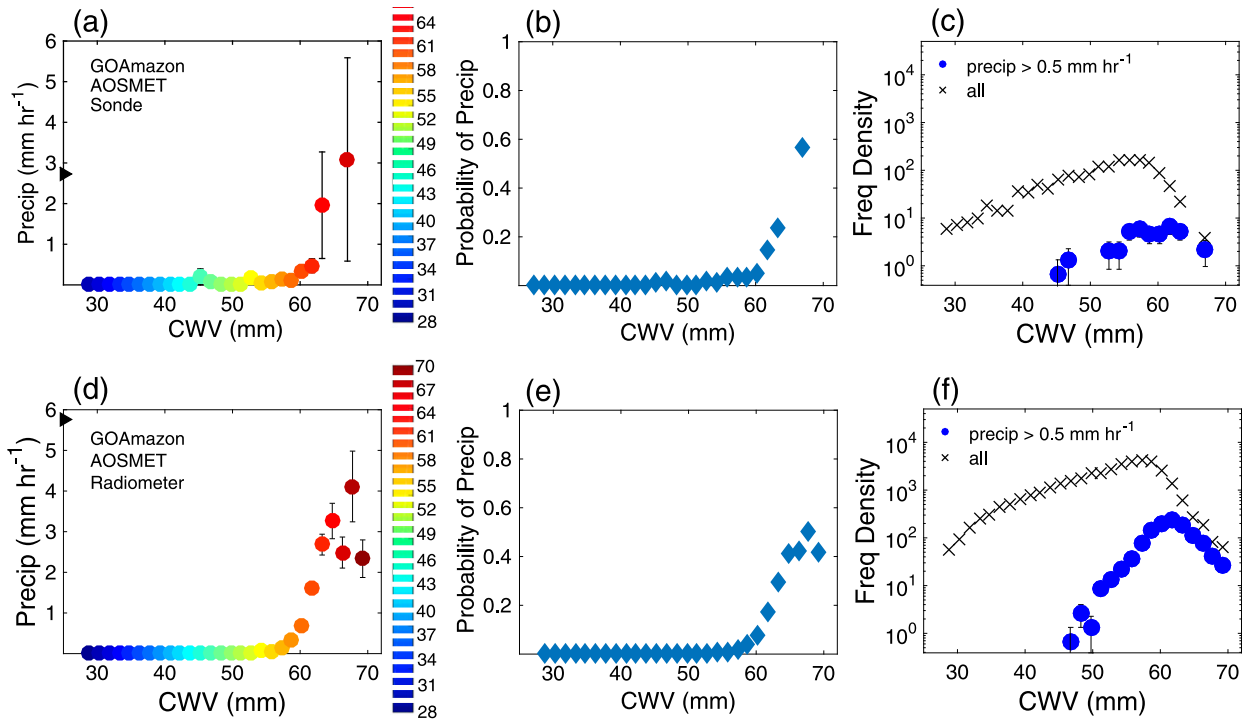 (a)
GOAmazon
AOSMET
Sonde
Precip (mm hr⁻¹)
6
5
4
3
2
1
30 40 50 60 70
CWV (mm)
64
61
58
55
52
49
46
43
40
37
34
31
28
(b)
Probability of Precip
1
0.8
0.6
0.4
0.2
30 40 50 60 70
CWV (mm)
(c)
precip > 0.5 mm hr⁻¹
all
Freq Density
10⁴
10³
10²
10¹
10⁰
30 40 50 60 70
CWV (mm)
(d)
GOAmazon
AOSMET
Radiometer
Precip (mm hr⁻¹)
6
5
4
3
2
1
30 40 50 60 70
CWV (mm)
70
67
64
61
58
55
52
49
46
43
40
37
34
31
28
(e)
Probability of Precip
1
0.8
0.6
0.4
0.2
30 40 50 60 70
CWV (mm)
(f)
precip > 0.5 mm hr⁻¹
all
Freq Density
10⁴
10³
10²
10¹
10⁰
30 40 50 60 70
CWV (mm)